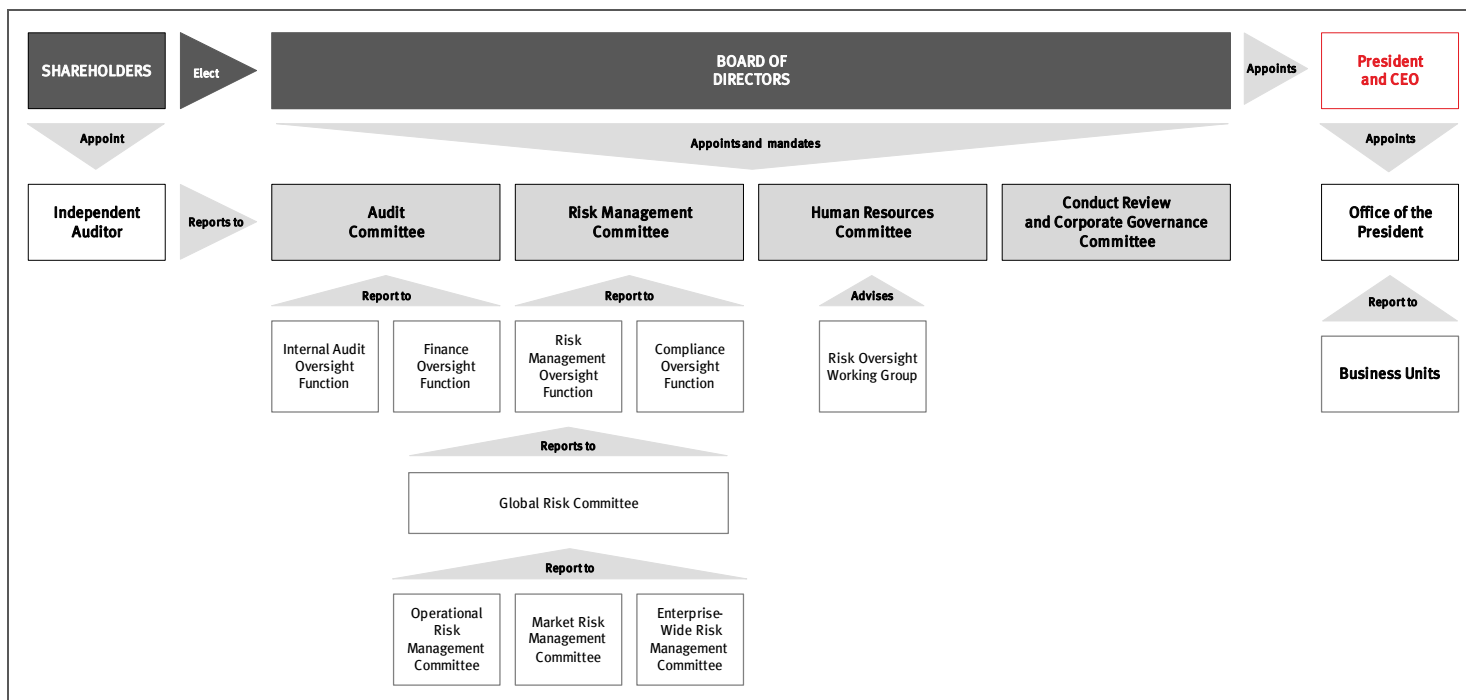 SHAREHOLDERS
Elect
BOARD OF
DIRECTORS
Appoints
President
and CEO
Appoint
Appoints and mandates
Appoints
Independent
Auditor
Reports to
Audit
Committee
Risk Management
Committee
Human Resources
Committee
Conduct Review
and Corporate Governance
Committee
Office of the
President
Report to
Report to
Advises
Report to
Internal Audit
Oversight
Function
Finance
Oversight
Function
Risk
Management
Oversight
Function
Compliance
Oversight
Function
Risk Oversight
Working Group
Business Units
Reports to
Global Risk Committee
Report to
Operational
Risk
Management
Committee
Market Risk
Management
Committee
Enterprise-
Wide Risk
Management
Committee